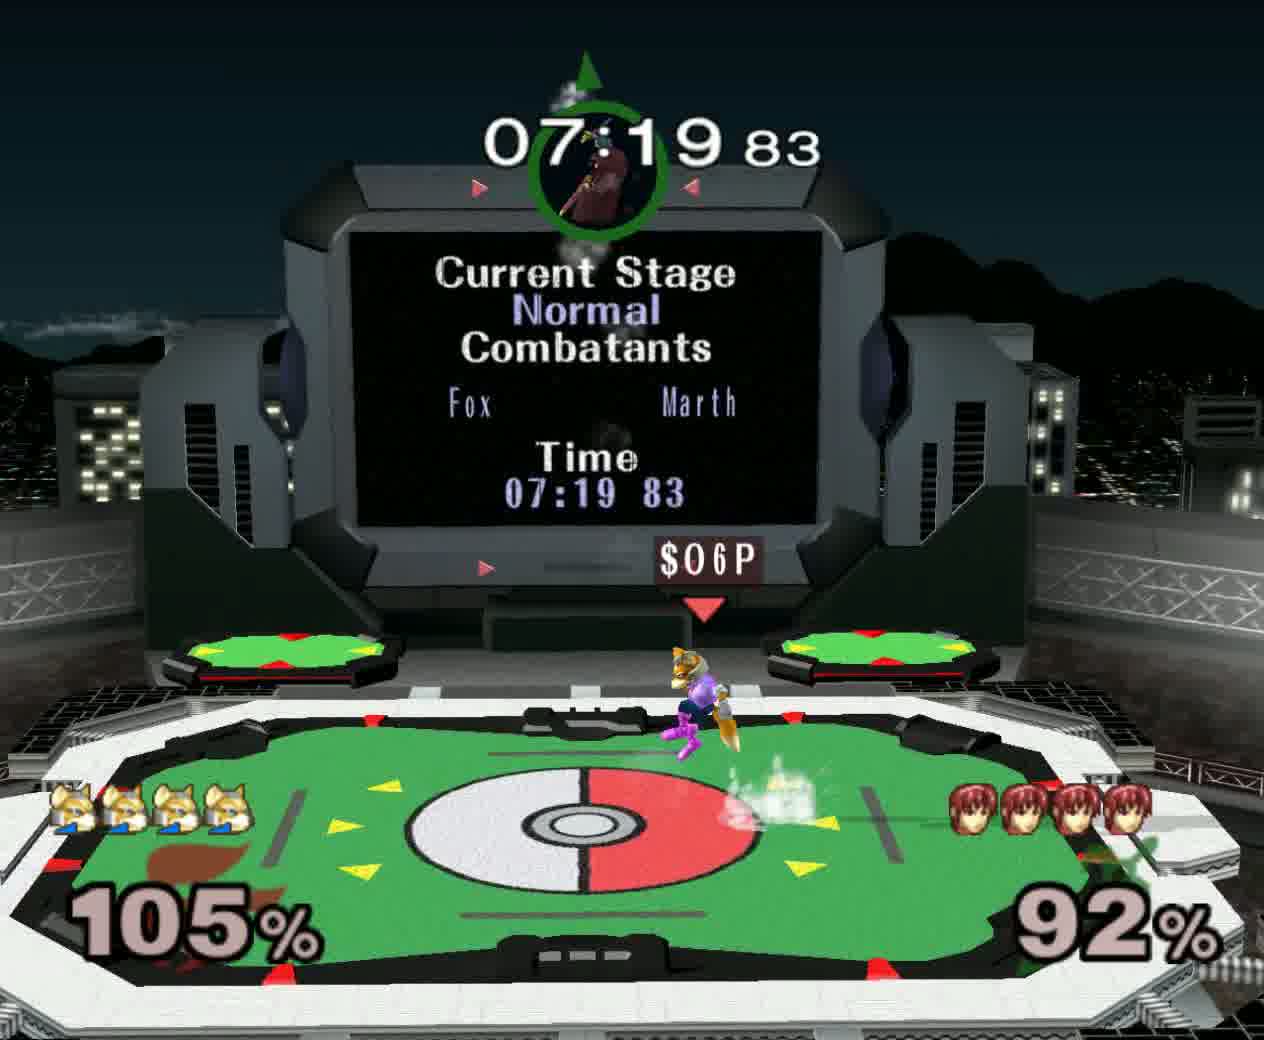 07:19 83
Current Stage
Normal
Combatants
Fox Marth
Time
07:19 83
$06P
105%
92%